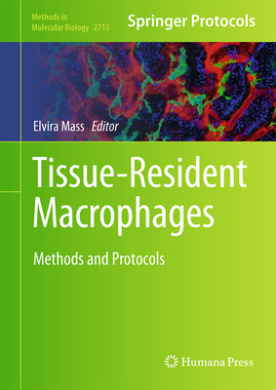 Methods in
Molecular Biology 2713
Springer Protocols
Elvira Mass Editor
Tissue-Resident
Macrophages
Methods and Protocols
Humana Press